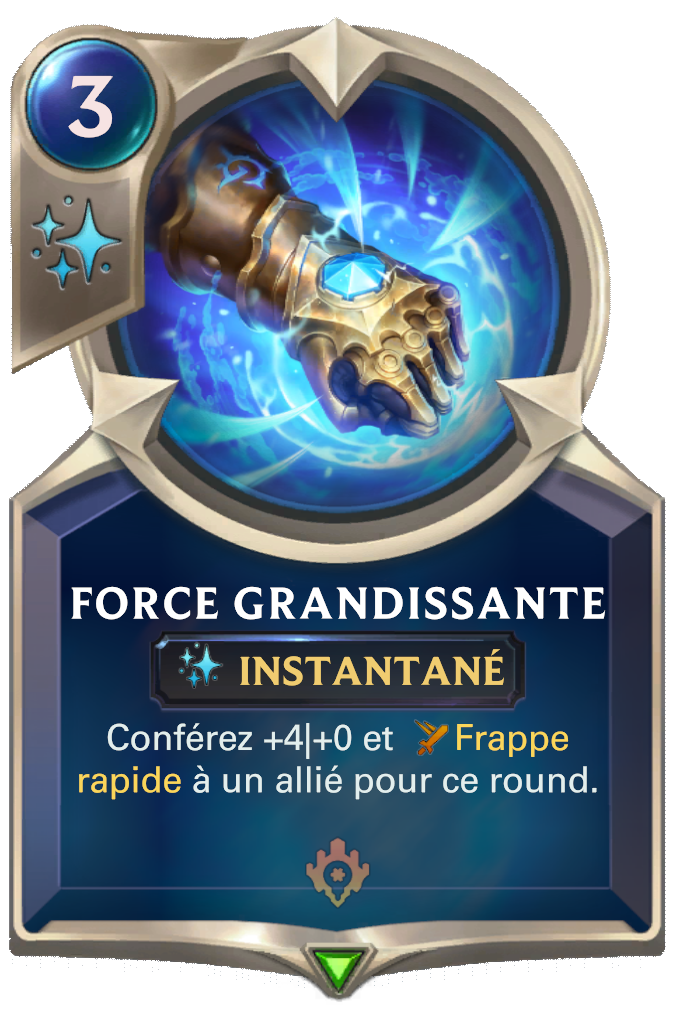 3
FORCE GRANDISSANTE
INSTANTANÉ
Conférez +4|+0 et Frappe
rapide à un allié pour ce round.